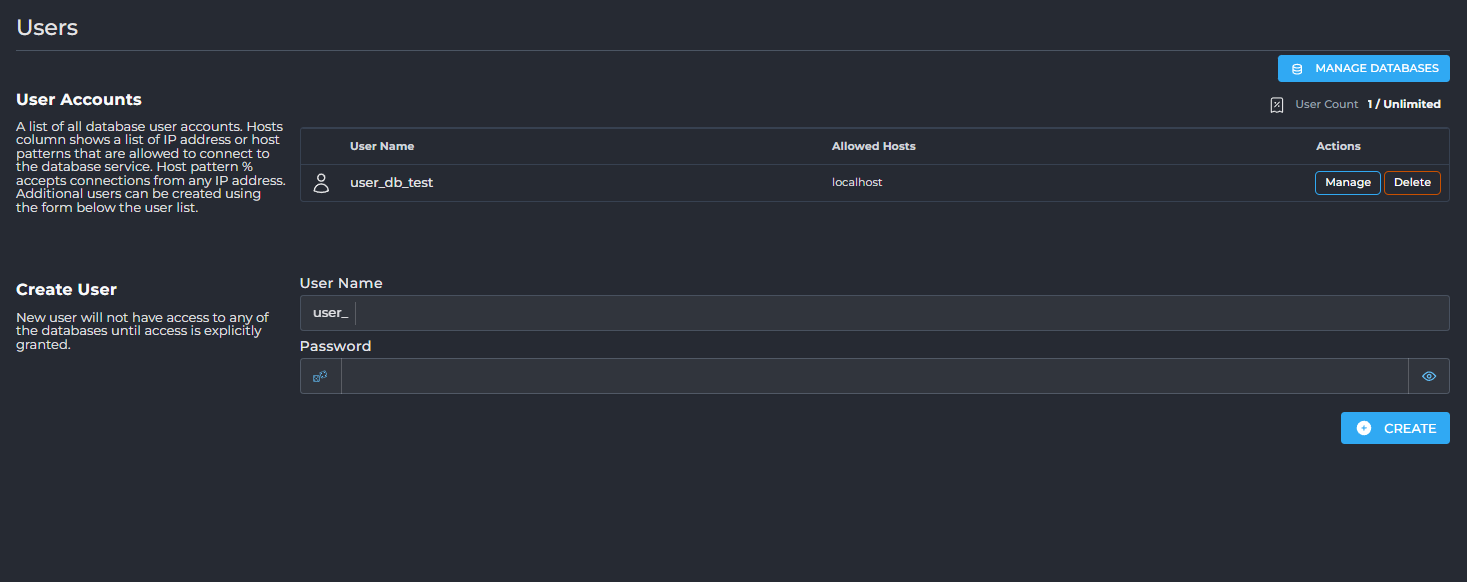 Users
MANAGE DATABASES
User Accounts
A list of all database user accounts. Hosts
column shows a list of IP address or host
patterns that are allowed to connect to
the database service. Host pattern %
accepts connections from any IP address.
Additional users can be created using
the form below the user list.
User Count 1 / Unlimited
User Name Allowed Hosts Actions
user_db_test localhost Manage Delete
Create User
New user will not have access to any of
the databases until access is explicitly
granted.
User Name
user_
Password
CREATE